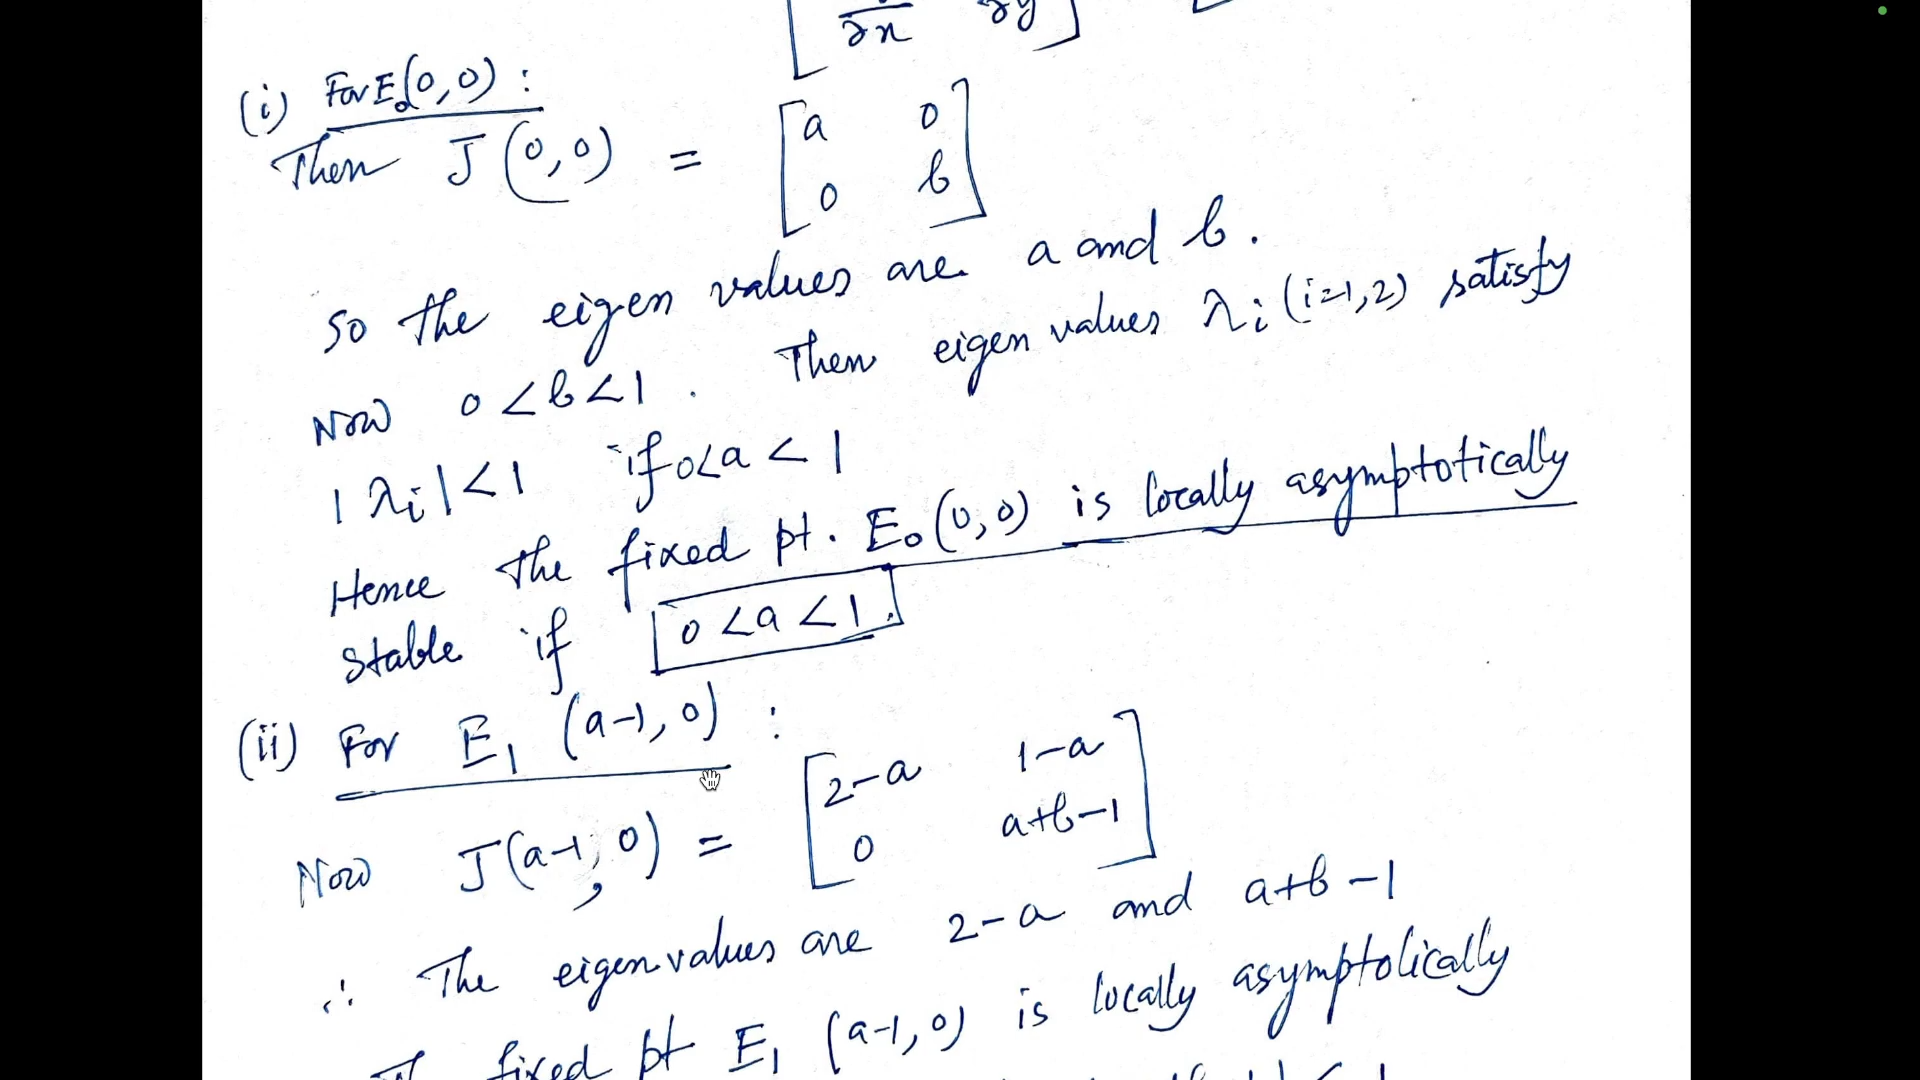 ∂x ∂y
(i) For E₀(0,0) :
Then J(0,0) = [a 0
0 b]
So the eigen values are a and b.
Now 0 < b < 1 . Then eigen values λi (i=1,2) satisfy
|λi| < 1 if 0<a < 1
Hence the fixed pt. E₀(0,0) is locally asymptotically
stable if 0 < a < 1.
(ii) For E₁ (a-1, 0) :
Now J(a-1, 0) = [2-a 1-a
0 a+b-1]
∴ The eigenvalues are 2-a and a+b-1
fixed pt E₁ (a-1, 0) is locally asymptotically